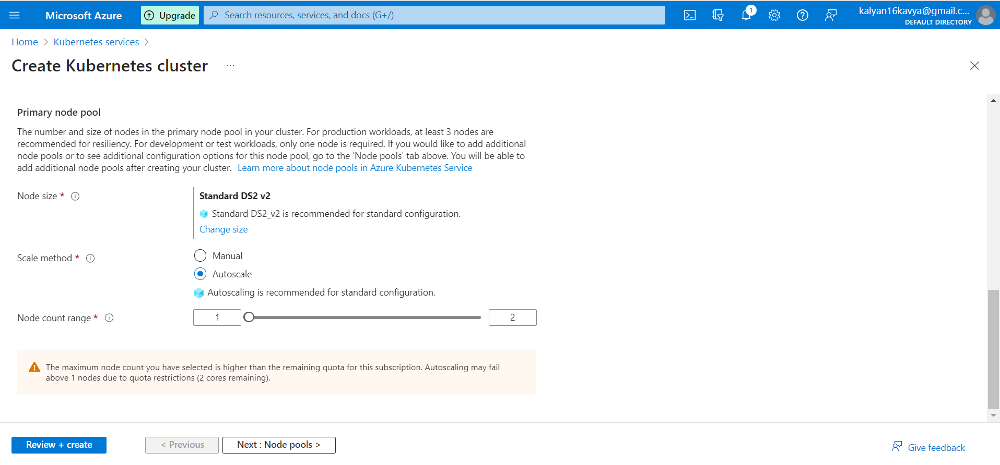 Microsoft Azure
Upgrade
Search resources, services, and docs (G+/)
1
kalyan16kavya@gmail.c...
DEFAULT DIRECTORY
Home > Kubernetes services >
Create Kubernetes cluster ...
Primary node pool
The number and size of nodes in the primary node pool in your cluster. For production workloads, at least 3 nodes are
recommended for resiliency. For development or test workloads, only one node is required. If you would like to add additional
node pools or to see additional configuration options for this node pool, go to the 'Node pools' tab above. You will be able to
add additional node pools after creating your cluster. Learn more about node pools in Azure Kubernetes Service
Node size *
Standard DS2 v2
Standard DS2_v2 is recommended for standard configuration.
Change size
Scale method *
Manual
Autoscale
Autoscaling is recommended for standard configuration.
Node count range *
1
2
The maximum node count you have selected is higher than the remaining quota for this subscription. Autoscaling may fail
above 1 nodes due to quota restrictions (2 cores remaining).
Review + create
< Previous
Next : Node pools >
Give feedback